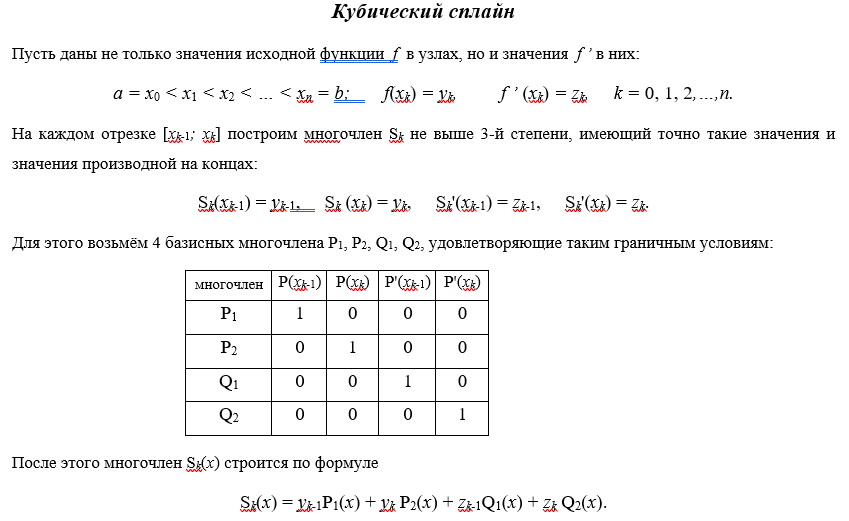 Кубический сплайн
Пусть даны не только значения исходной функции f в узлах, но и значения f ’ в них:
a = x0 < x1 < x2 < … < xn = b; f(xk) = yk, f ’ (xk) = zk, k = 0, 1, 2,…,n.
На каждом отрезке [xk-1; xk] построим многочлен Sk не выше 3-й степени, имеющий точно такие значения и
значения производной на концах:
Sk(xk-1) = yk-1, Sk (xk) = yk, Sk'(xk-1) = zk-1, Sk'(xk) = zk.
Для этого возьмём 4 базисных многочлена P1, P2, Q1, Q2, удовлетворяющие таким граничным условиям:
многочлен P(xk-1) P(xk) P'(xk-1) P'(xk)
P1 1 0 0 0
P2 0 1 0 0
Q1 0 0 1 0
Q2 0 0 0 1
После этого многочлен Sk(x) строится по формуле
Sk(x) = yk-1P1(x) + yk P2(x) + zk-1Q1(x) + zk Q2(x).